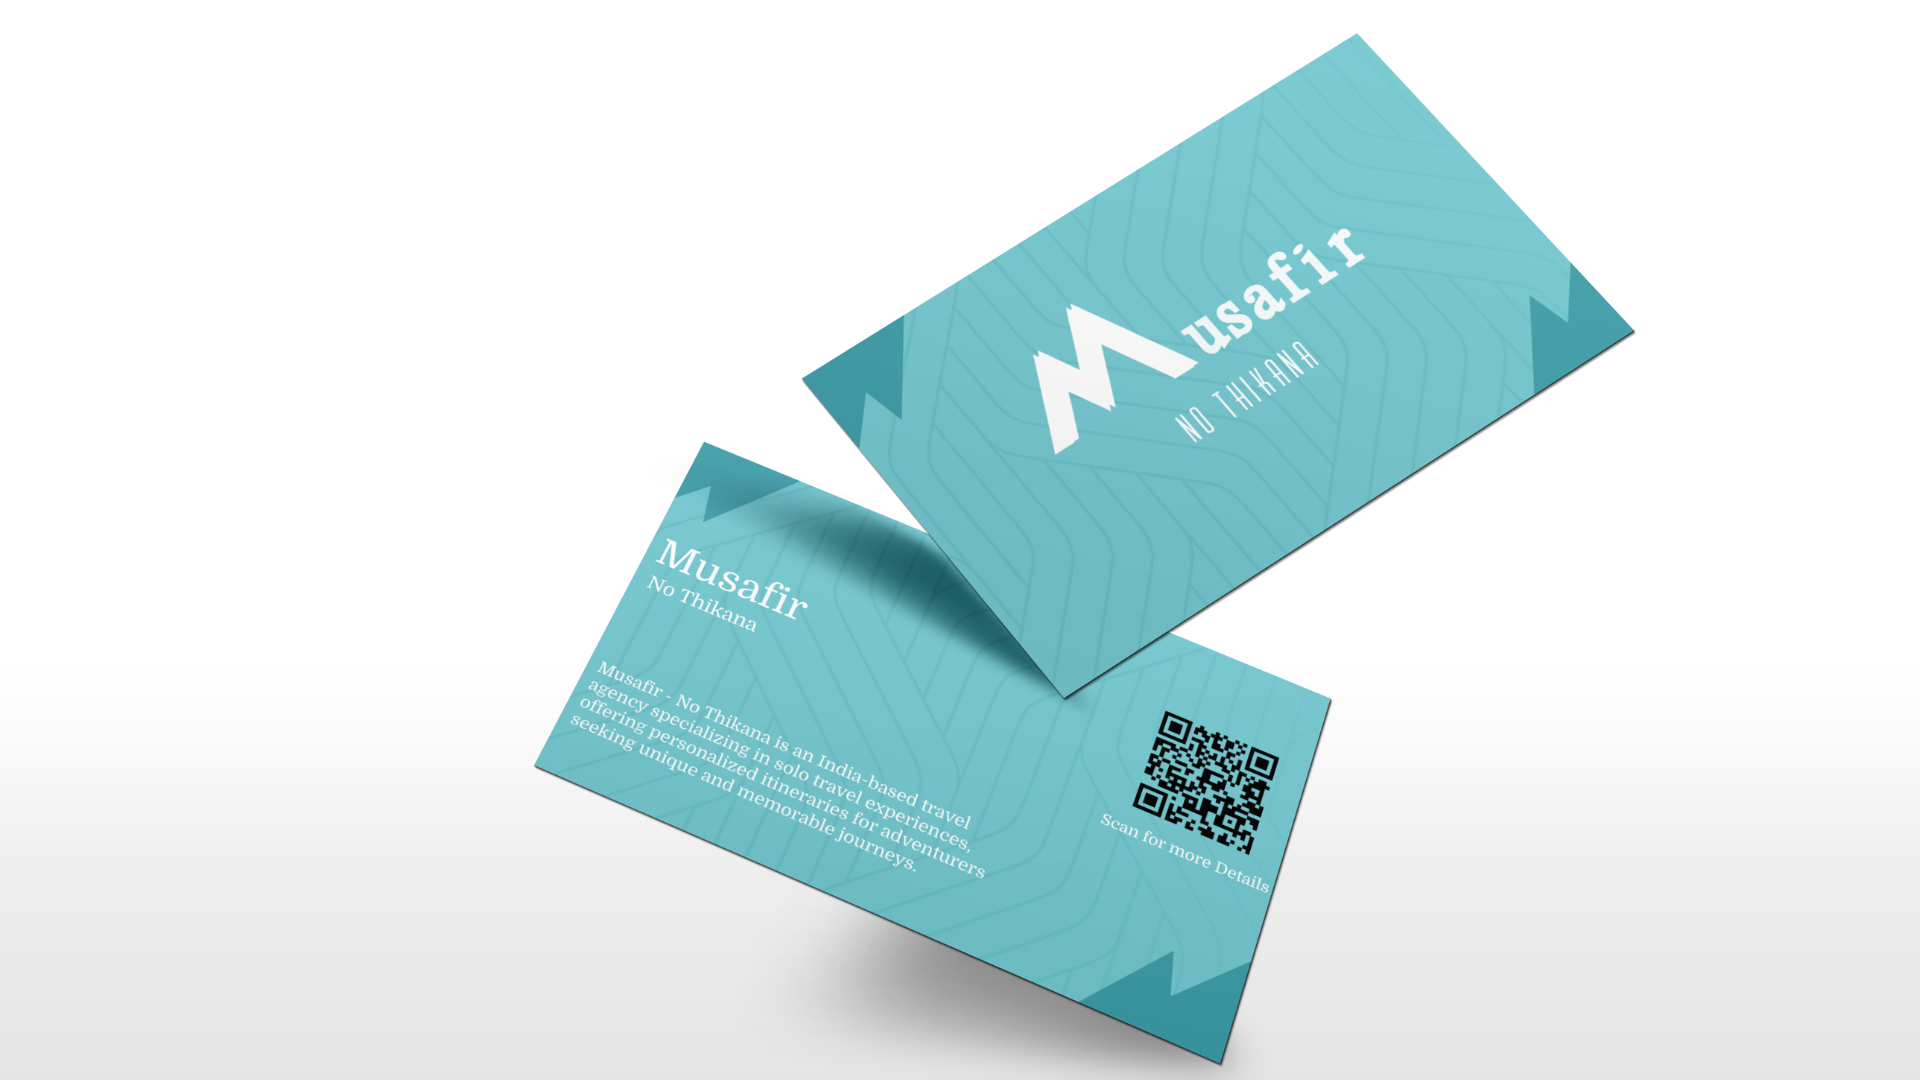 Musafir
NO THIKANA
Musafir
No Thikana
Musafir - No Thikana is an India-based travel
agency specializing in solo travel experiences,
offering personalized itineraries for adventurers
seeking unique and memorable journeys.
Scan for more Details